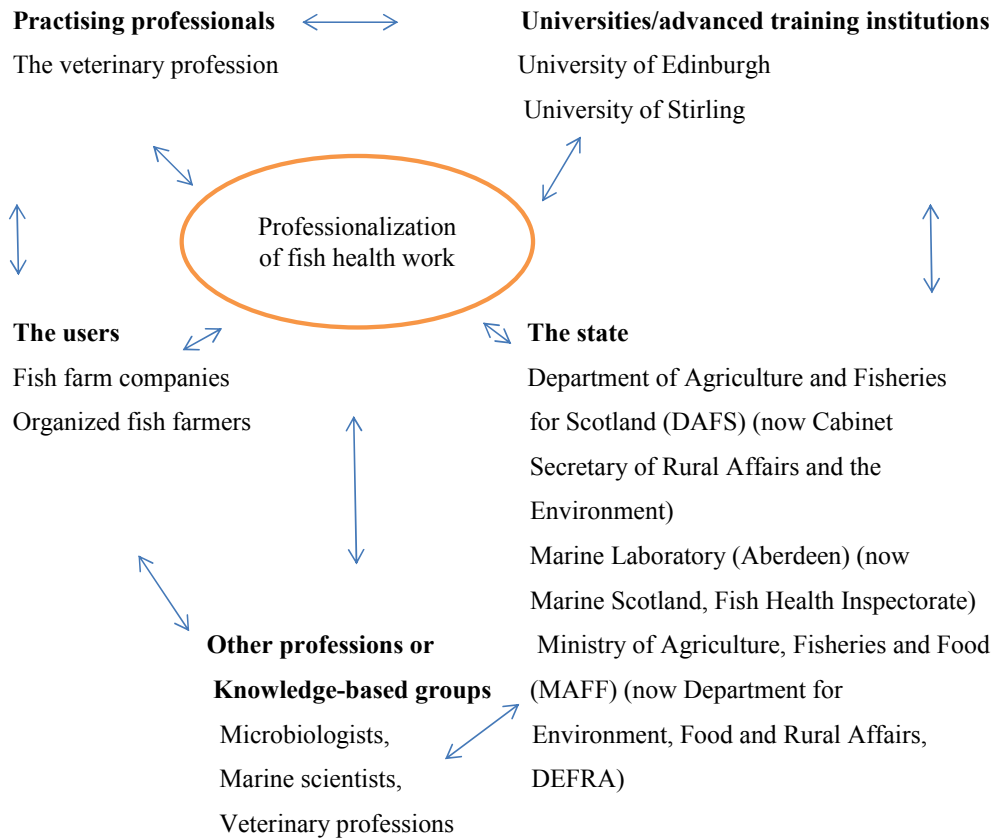 Practising professionals
The veterinary profession
Universities/advanced training institutions
University of Edinburgh
University of Stirling
Professionalization
of fish health work
The users
Fish farm companies
Organized fish farmers
The state
Department of Agriculture and Fisheries
for Scotland (DAFS) (now Cabinet
Secretary of Rural Affairs and the
Environment)
Marine Laboratory (Aberdeen) (now
Marine Scotland, Fish Health Inspectorate)
Ministry of Agriculture, Fisheries and Food
(MAFF) (now Department for
Environment, Food and Rural Affairs,
DEFRA)
Other professions or
Knowledge-based groups
Microbiologists,
Marine scientists,
Veterinary professions